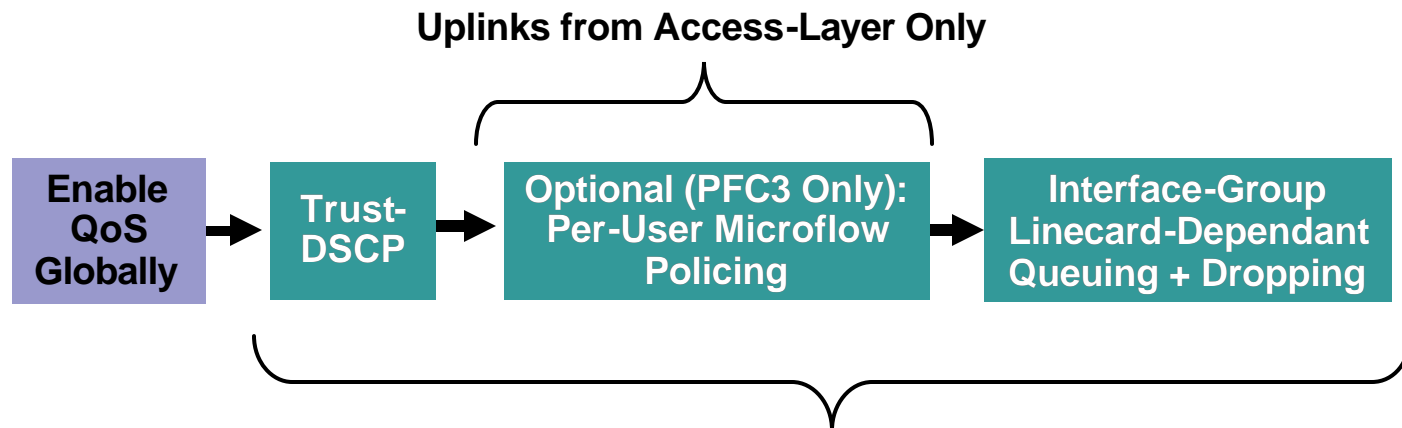 Uplinks from Access-Layer Only
Enable
QoS
Globally
Trust-
DSCP
Optional (PFC3 Only):
Per-User Microflow
Policing
Interface-Group
Linecard-Dependant
Queuing + Dropping